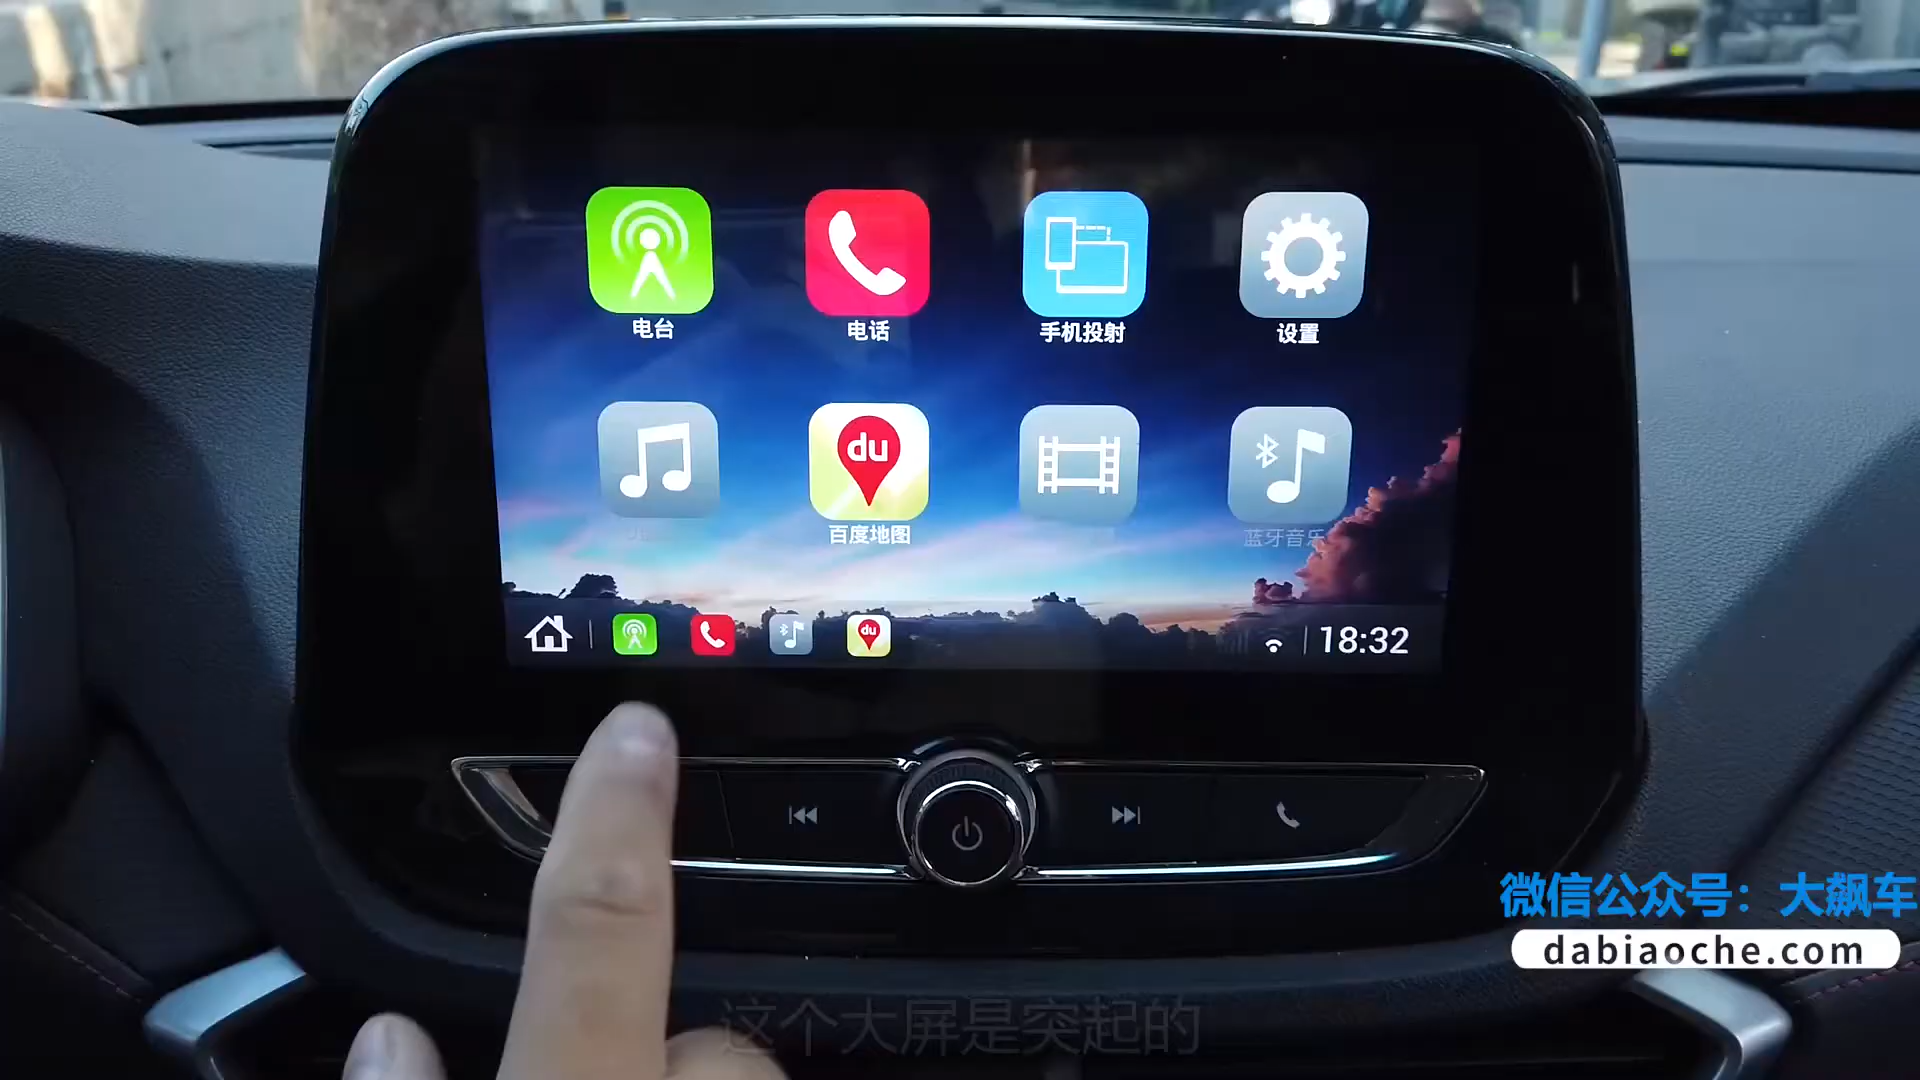 电台
电话
手机投射
设置
du
百度地图
蓝牙音乐
du
18:32
微信公众号：大飙车
dabiaoche.com
这个大屏是突起的